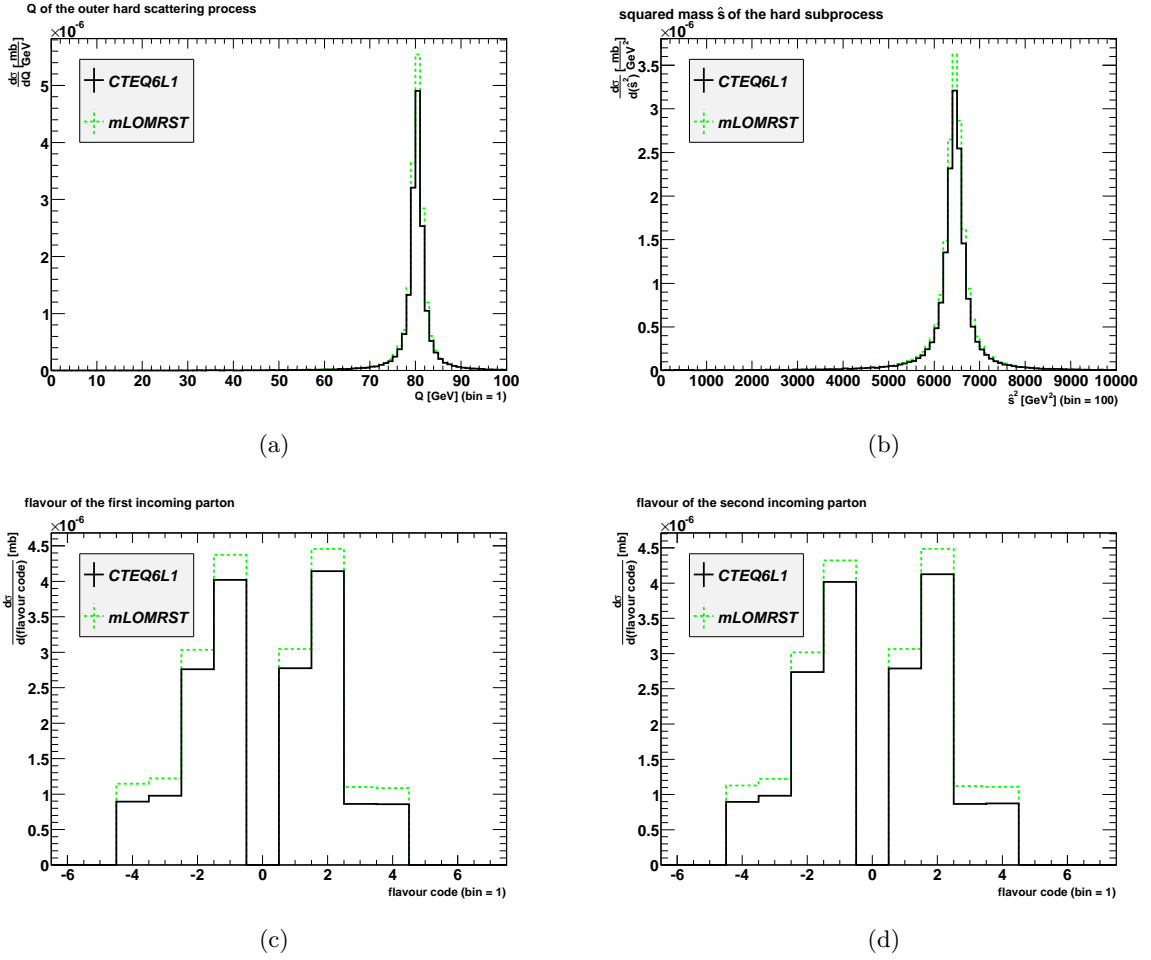 Q of the outer hard scattering process
×10⁻⁶
dσ/dQ [mb/GeV]
CTEQ6L1
mLOMRST
5
4
3
2
1
0
0 10 20 30 40 50 60 70 80 90 100
Q [GeV] (bin = 1)
(a)
squared mass ŝ of the hard subprocess
×10⁻⁶
dσ/d(ŝ²) [mb/GeV²]
CTEQ6L1
mLOMRST
3.5
3
2.5
2
1.5
1
0.5
0
0 1000 2000 3000 4000 5000 6000 7000 8000 9000 10000
ŝ² [GeV²] (bin = 100)
(b)
flavour of the first incoming parton
×10⁻⁶
dσ/d(flavour code) [mb]
CTEQ6L1
mLOMRST
4.5
4
3.5
3
2.5
2
1.5
1
0.5
0
-6 -4 -2 0 2 4 6
flavour code (bin = 1)
(c)
flavour of the second incoming parton
×10⁻⁶
dσ/d(flavour code) [mb]
CTEQ6L1
mLOMRST
4.5
4
3.5
3
2.5
2
1.5
1
0.5
0
-6 -4 -2 0 2 4 6
flavour code (bin = 1)
(d)